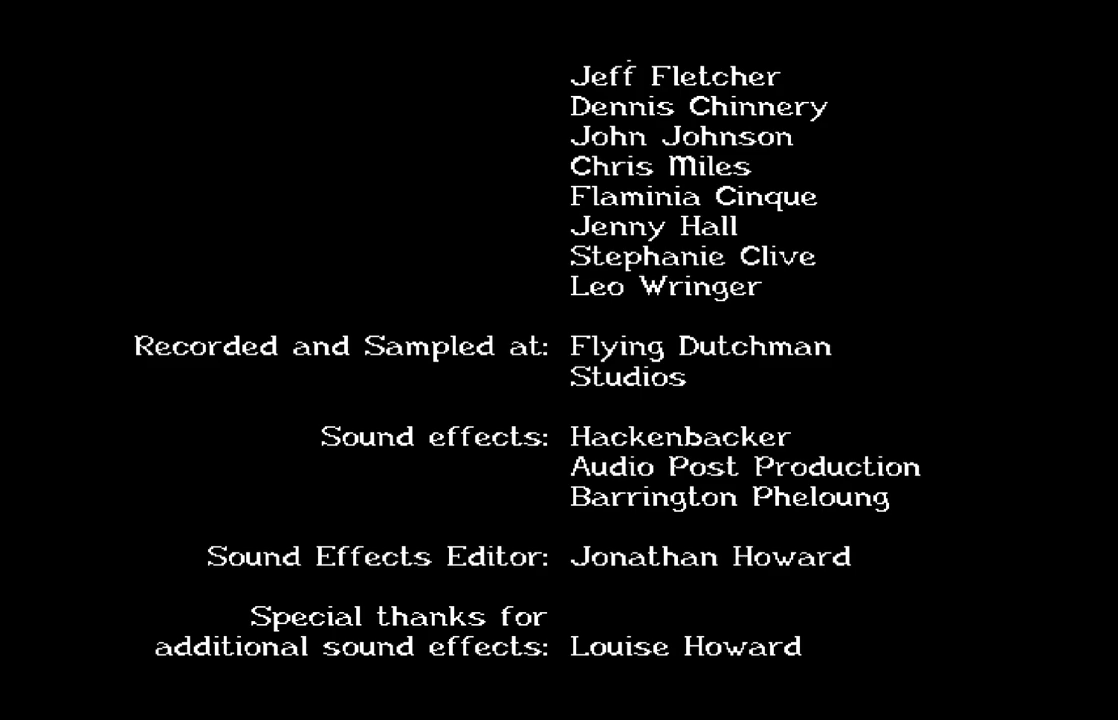 Jeff Fletcher
Dennis Chinnery
John Johnson
Chris Miles
Flaminia Cinque
Jenny Hall
Stephanie Clive
Leo Wringer
Recorded and Sampled at: Flying Dutchman
Studios
Sound effects: Hackenbacker
Audio Post Production
Barrington Pheloung
Sound Effects Editor: Jonathan Howard
Special thanks for
additional sound effects: Louise Howard